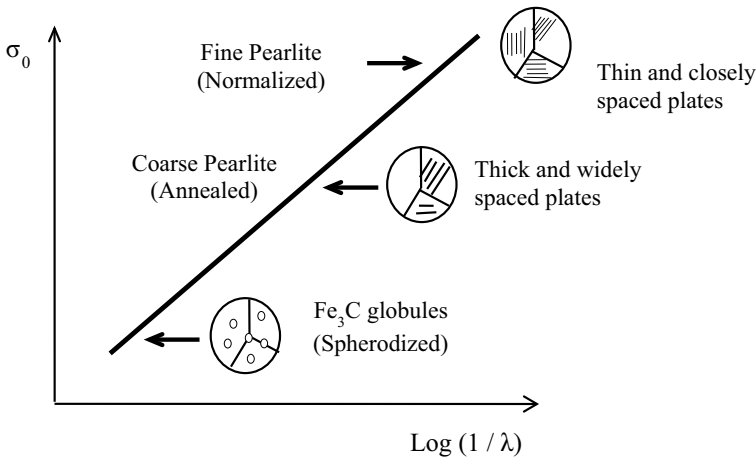 σ0
Fine Pearlite
(Normalized)
Thin and closely
spaced plates
Coarse Pearlite
(Annealed)
Thick and widely
spaced plates
Fe3C globules
(Spherodized)
Log (1 / λ)